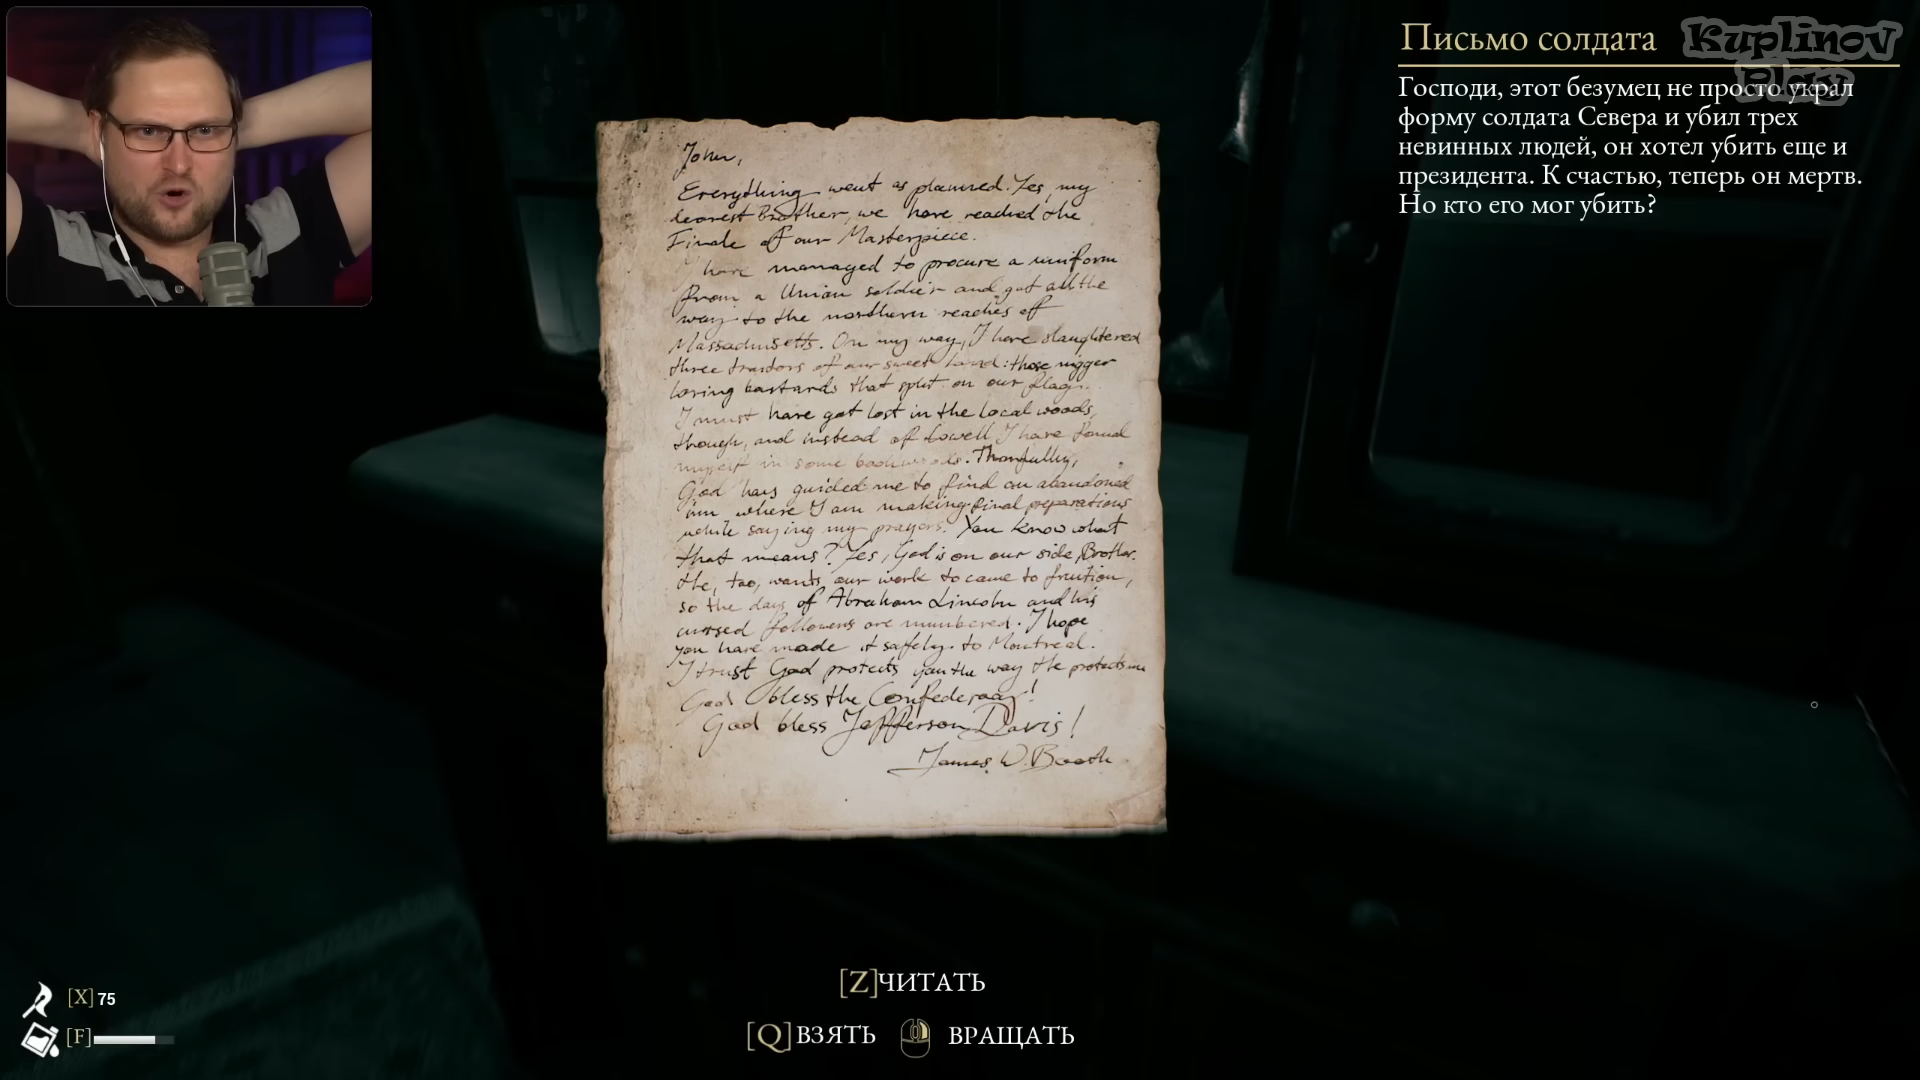 Kuplinov
Play
Письмо солдата
Господи, этот безумец не просто украл
форму солдата Севера и убил трех
невинных людей, он хотел убить еще и
президента. К счастью, теперь он мертв.
Но кто его мог убить?
John,
Everything went as planned. Yes, my
dearest Brother, we have reached the
Finale of our Masterpiece.
I have managed to procure a uniform
from a Union soldier and got all the
way to the northern reaches of
Massachusetts. On my way, I have slaughtered
three traitors of our sweet land: those nigger
loving bastards that spit on our flag.
I must have got lost in the local woods,
though, and instead of Lowell I have found
myself in some backwoods. Thankfully,
God has guided me to find an abandoned
inn where I am making final preparations
while saying my prayers. You know what
that means? Yes, God is on our side, Brother.
He, too, wants our work to come to fruition,
so the days of Abraham Lincoln and his
cursed followers are numbered. I hope
you have made it safely to Montreal.
I trust God protects you the way He protects me
God bless the Confederacy!
God bless Jefferson Davis!
James W. Booth
[X] 75
[F]
[Z]ЧИТАТЬ
[Q]ВЗЯТЬ ВРАЩАТЬ